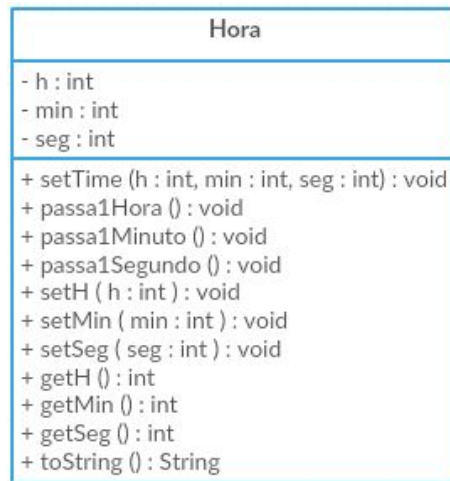 Hora
- h : int
- min : int
- seg : int
+ setTime (h : int, min : int, seg : int) : void
+ passa1Hora () : void
+ passa1Minuto () : void
+ passa1Segundo () : void
+ setH ( h : int ) : void
+ setMin ( min : int ) : void
+ setSeg ( seg : int ) : void
+ getH () : int
+ getMin () : int
+ getSeg () : int
+ toString () : String